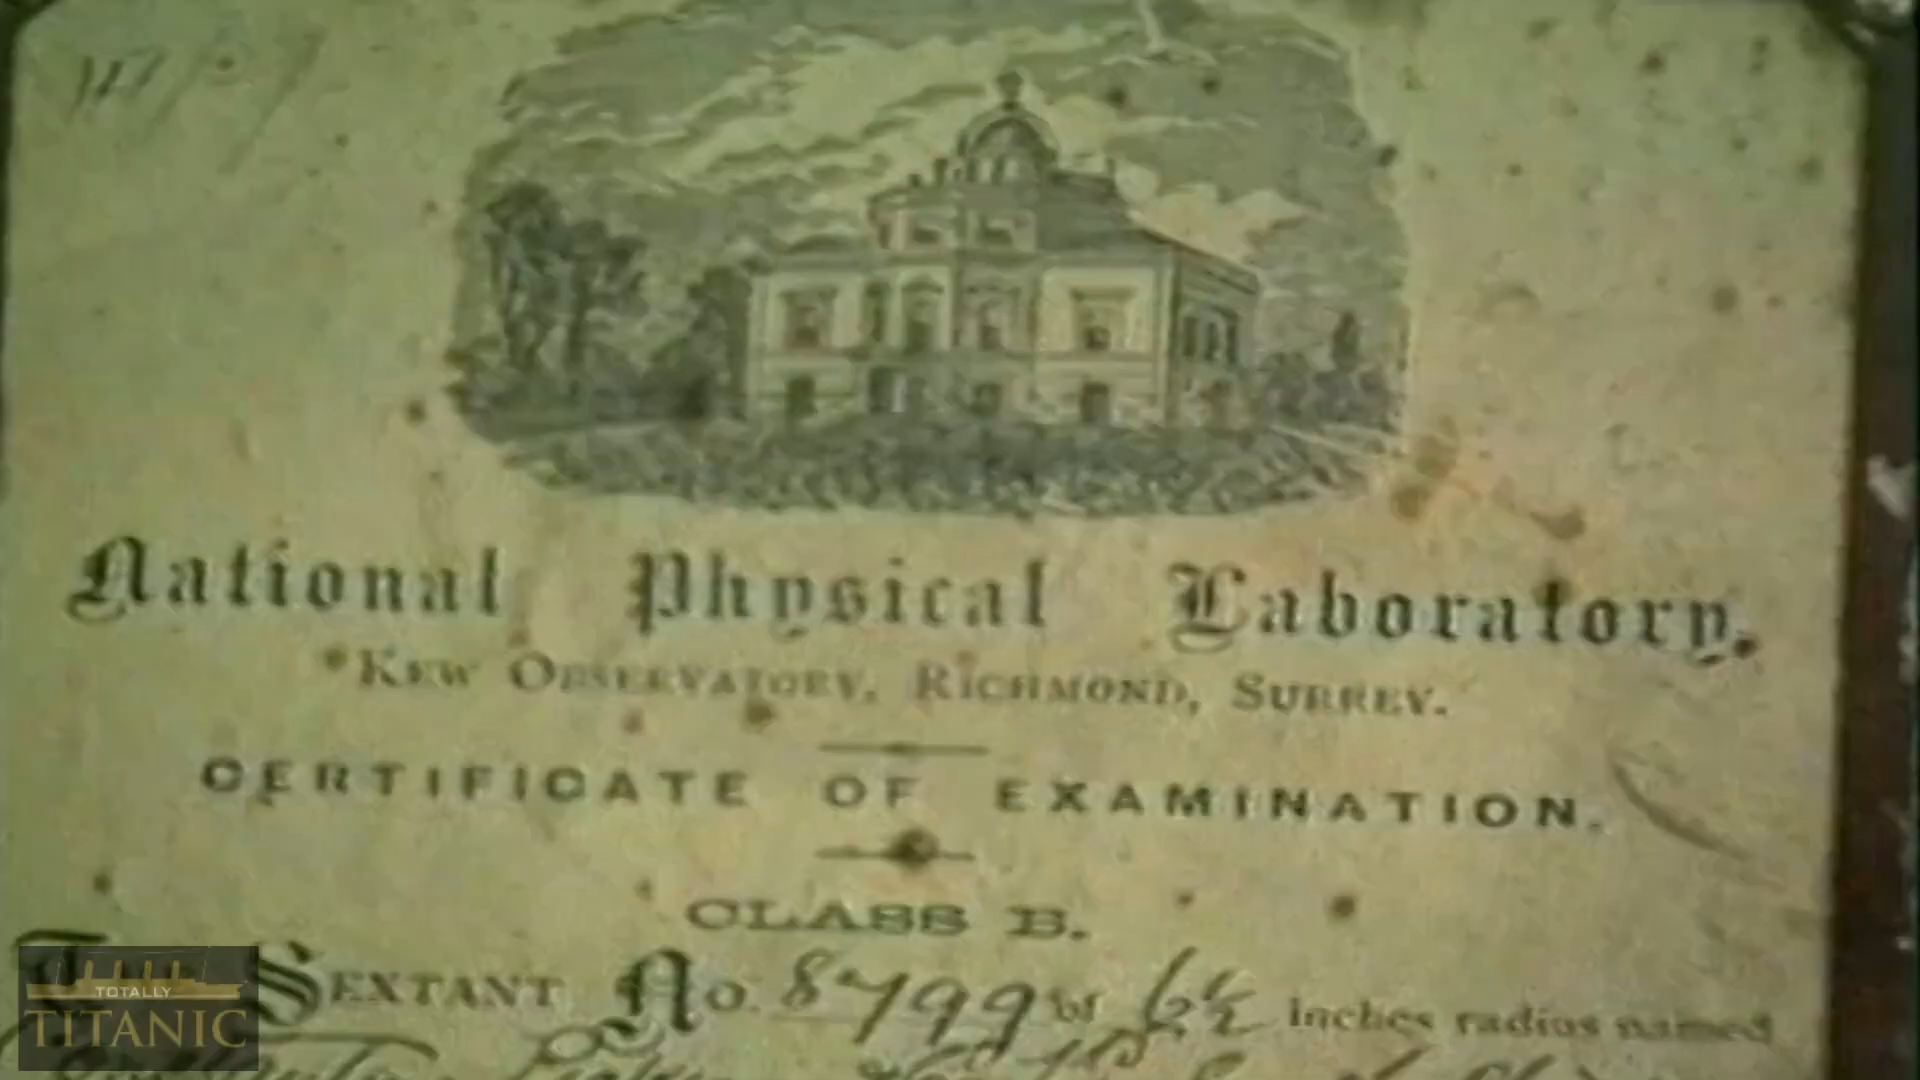 National Physical Laboratory.
KEW OBSERVATORY, RICHMOND, SURREY.
CERTIFICATE OF EXAMINATION.
CLASS B.
The SEXTANT No. 8799 of 6½ inches radius named
TOTALLY
TITANIC